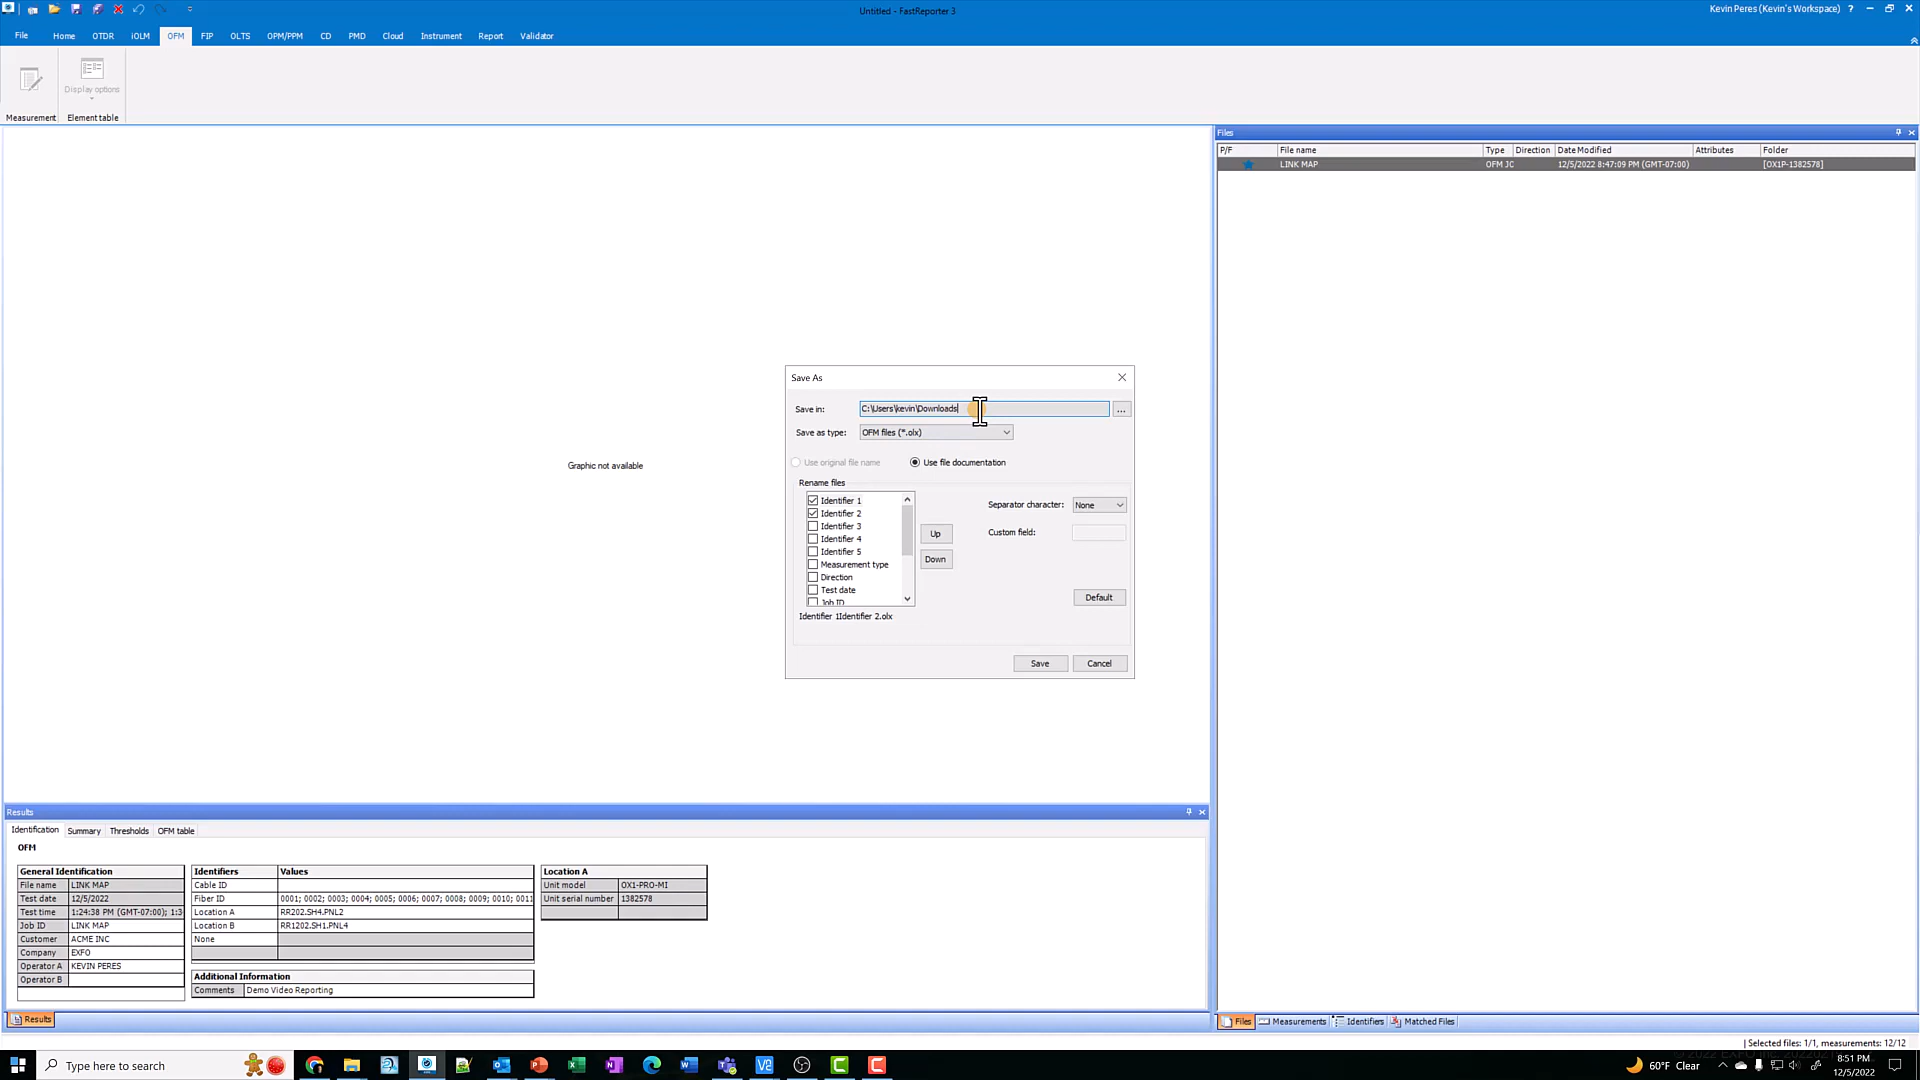 Untitled - FastReporter 3
Kevin Peres (Kevin's Workspace) ?
File Home OTDR iOLM OFM FIP OLTS OPM/PPM CD PMD Cloud Instrument Report Validator
Display options
Measurement Element table
Files
P/F File name Type Direction Date Modified Attributes Folder
LINK MAP OFM JC 12/5/2022 8:47:09 PM (GMT-07:00) [OX1P-1382578]
Graphic not available
Save As
Save in: C:\Users\kevin\Downloads ...
Save as type: OFM files (*.olx)
Use original file name Use file documentation
Rename files
Identifier 1
Identifier 2
Identifier 3
Identifier 4
Identifier 5
Measurement type
Direction
Test date
Job ID
Up
Down
Separator character: None
Custom field:
Default
Identifier 1Identifier 2.olx
Save Cancel
Results
Identification Summary Thresholds OFM table
OFM
General Identification
File name LINK MAP
Test date 12/5/2022
Test time 1:24:38 PM (GMT-07:00); 1:3
Job ID LINK MAP
Customer ACME INC
Company EXFO
Operator A KEVIN PERES
Operator B
Identifiers Values
Cable ID
Fiber ID 0001; 0002; 0003; 0004; 0005; 0006; 0007; 0008; 0009; 0010; 0011
Location A RR202.SH4.PNL2
Location B RR1202.SH1.PNL4
None
Additional Information
Comments Demo Video Reporting
Location A
Unit model OX1-PRO-MI
Unit serial number 1382578
Results
Files Measurements Identifiers Matched Files
Selected files: 1/1, measurements: 12/12
Type here to search
60°F Clear
8:51 PM
12/5/2022